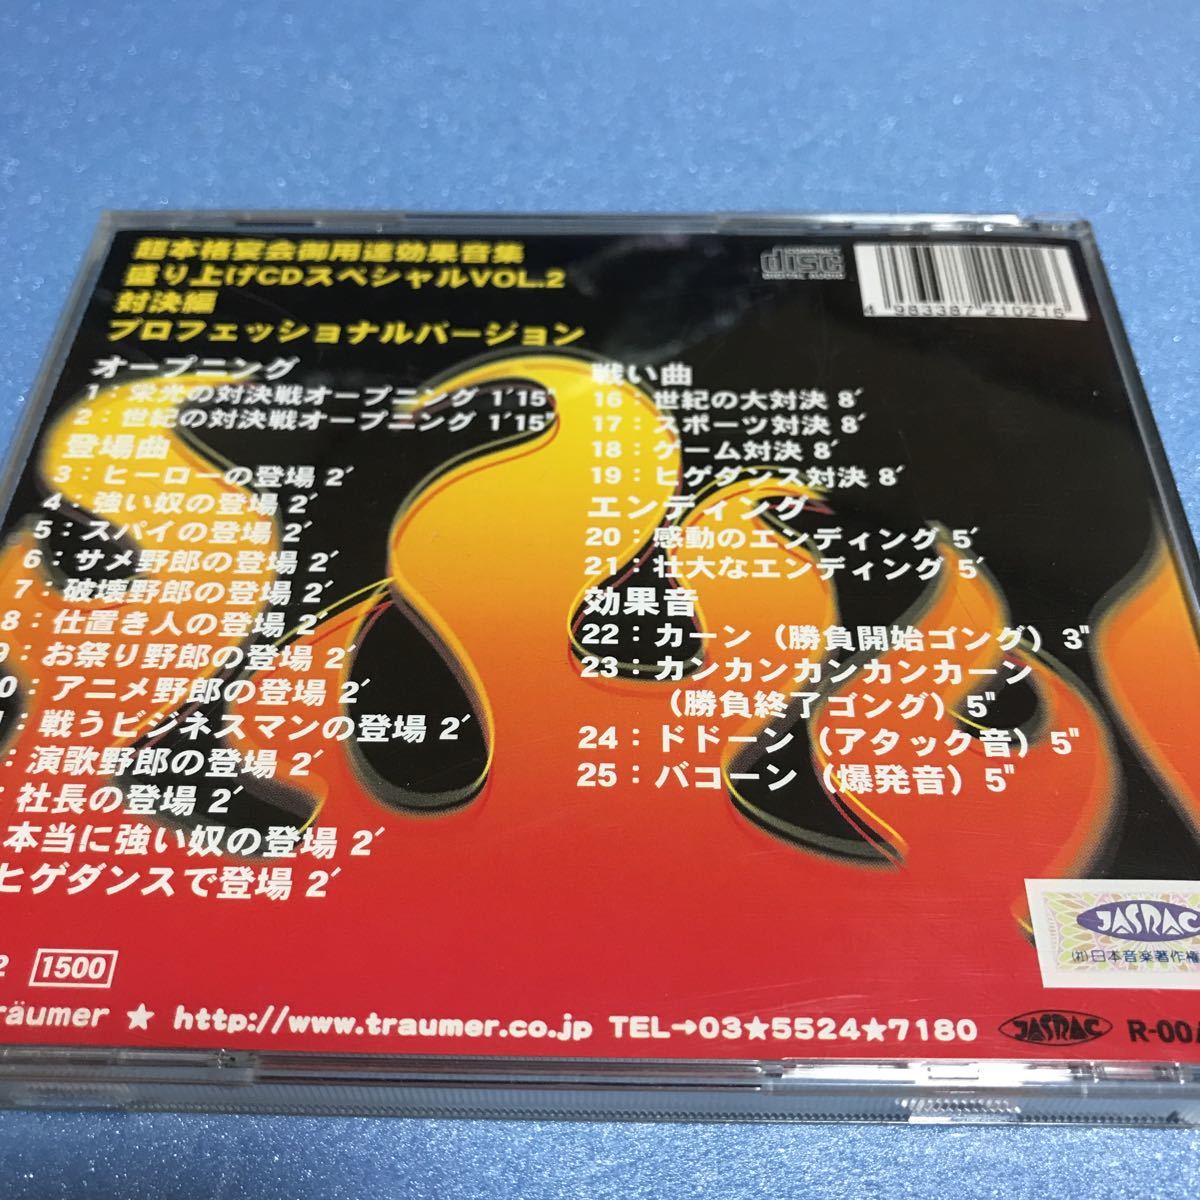 超本格宴会御用達効果音集
盛り上げCDスペシャルVOL.2
対決編
プロフェッショナルバージョン
COMPACT
disc
DIGITAL AUDIO
4 983387 210216
オープニング
1：栄光の対決戦オープニング 1´15"
2：世紀の対決戦オープニング 1´15"
登場曲
3：ヒーローの登場 2´
4：強い奴の登場 2´
5：スパイの登場 2´
6：サメ野郎の登場 2´
7：破壊野郎の登場 2´
8：仕置き人の登場 2´
9：お祭り野郎の登場 2´
0：アニメ野郎の登場 2´
1：戦うビジネスマンの登場 2´
：演歌野郎の登場 2´
：社長の登場 2´
本当に強い奴の登場 2´
ヒゲダンスで登場 2´
戦い曲
16：世紀の大対決 8´
17：スポーツ対決 8´
18：ゲーム対決 8´
19：ヒゲダンス対決 8´
エンディング
20：感動のエンディング 5´
21：壮大なエンディング 5´
効果音
22：カーン（勝負開始ゴング）3"
23：カンカンカンカンカーン
（勝負終了ゴング）5"
24：ドドーン（アタック音）5"
25：バコーン（爆発音）5"
JASRAC
(社)日本音楽著作権
2 1500
räumer ★ http://www.traumer.co.jp TEL→03★5524★7180
JASRAC R-00